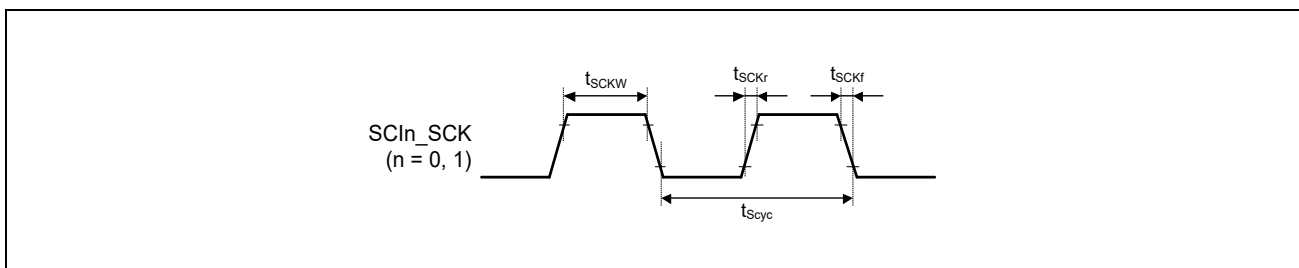 tSCKW
tSCKr
tSCKf
SCIn_SCK
(n = 0, 1)
tScyc